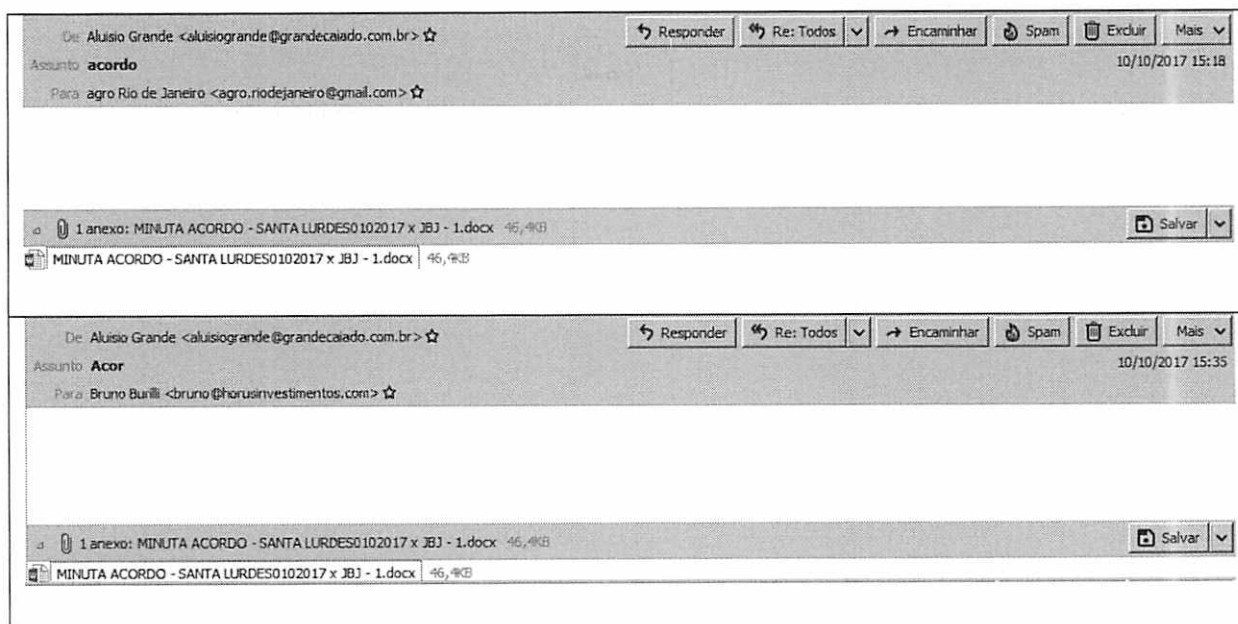 De Aluisio Grande <aluisiogrande@grandecaiado.com.br> Responder Re: Todos Encaminhar Spam Excluir Mais
Assunto acordo 10/10/2017 15:18
Para agro Rio de Janeiro <agro.riodejaneiro@gmail.com>
1 anexo: MINUTA ACORDO - SANTA LURDES0102017 x JBJ - 1.docx 46,4KB Salvar
MINUTA ACORDO - SANTA LURDES0102017 x JBJ - 1.docx 46,4KB
De Aluisio Grande <aluisiogrande@grandecaiado.com.br> Responder Re: Todos Encaminhar Spam Excluir Mais
Assunto Acor 10/10/2017 15:35
Para Bruno Burilli <bruno@horusinvestimentos.com>
1 anexo: MINUTA ACORDO - SANTA LURDES0102017 x JBJ - 1.docx 46,4KB Salvar
MINUTA ACORDO - SANTA LURDES0102017 x JBJ - 1.docx 46,4KB